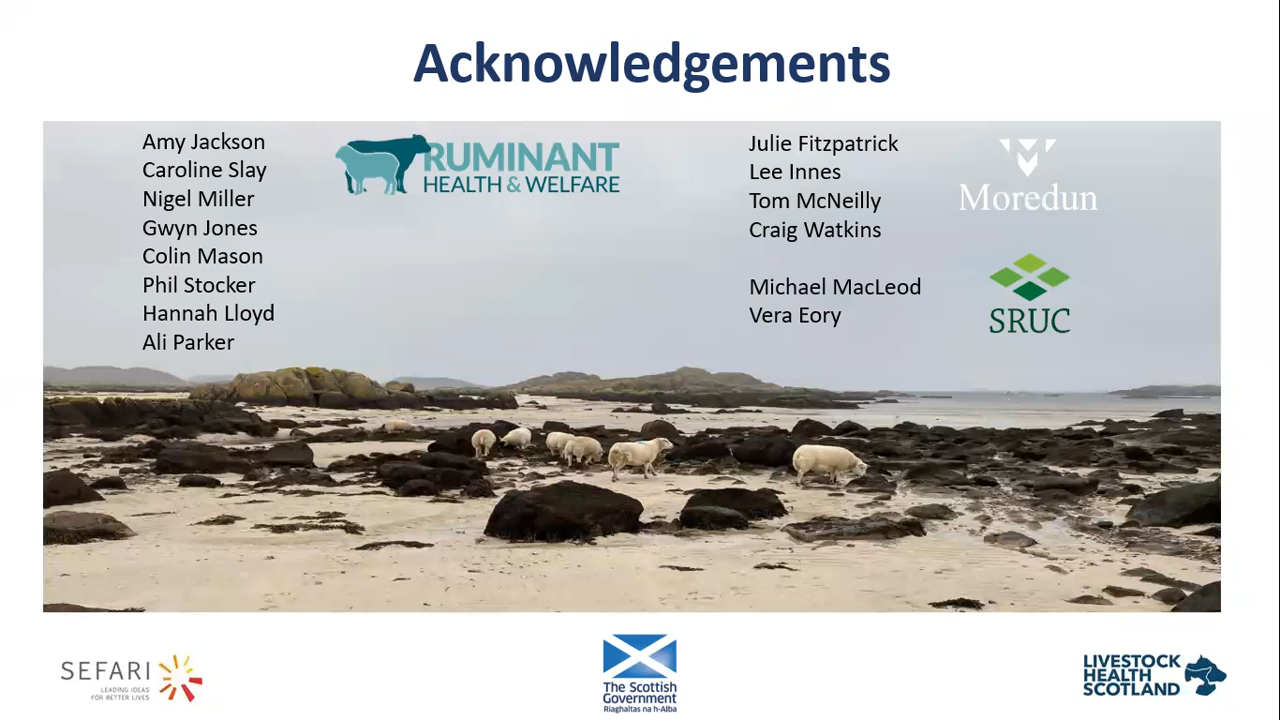 Acknowledgements
Amy Jackson
Caroline Slay
Nigel Miller
Gwyn Jones
Colin Mason
Phil Stocker
Hannah Lloyd
Ali Parker
RUMINANT
HEALTH & WELFARE
Julie Fitzpatrick
Lee Innes
Tom McNeilly
Craig Watkins
Moredun
Michael MacLeod
Vera Eory
SRUC
SEFARI
LEADING IDEAS
FOR BETTER LIVES
The Scottish
Government
Riaghaltas na h-Alba
LIVESTOCK
HEALTH
SCOTLAND